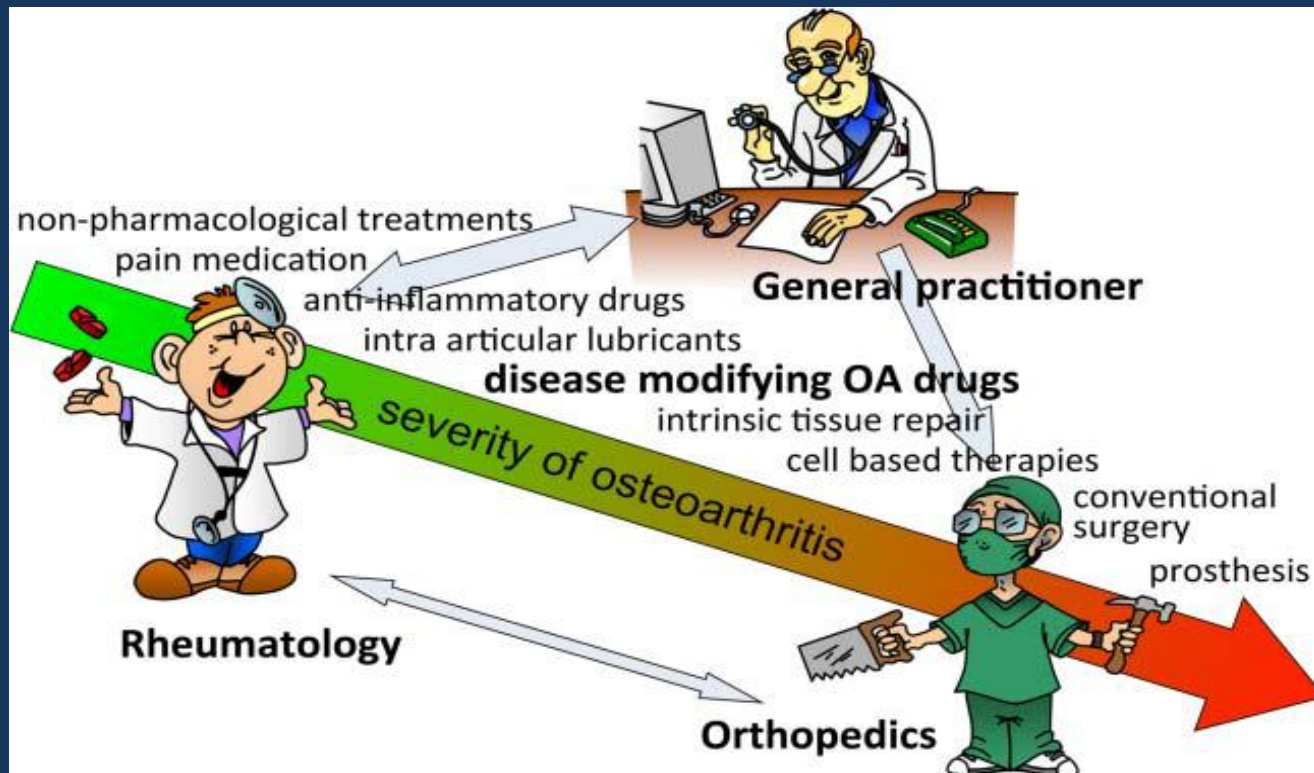 non-pharmacological treatments
pain medication
General practitioner
anti-inflammatory drugs
intra articular lubricants
disease modifying OA drugs
intrinsic tissue repair
cell based therapies
conventional
surgery
prosthesis
severity of osteoarthritis
Rheumatology
Orthopedics